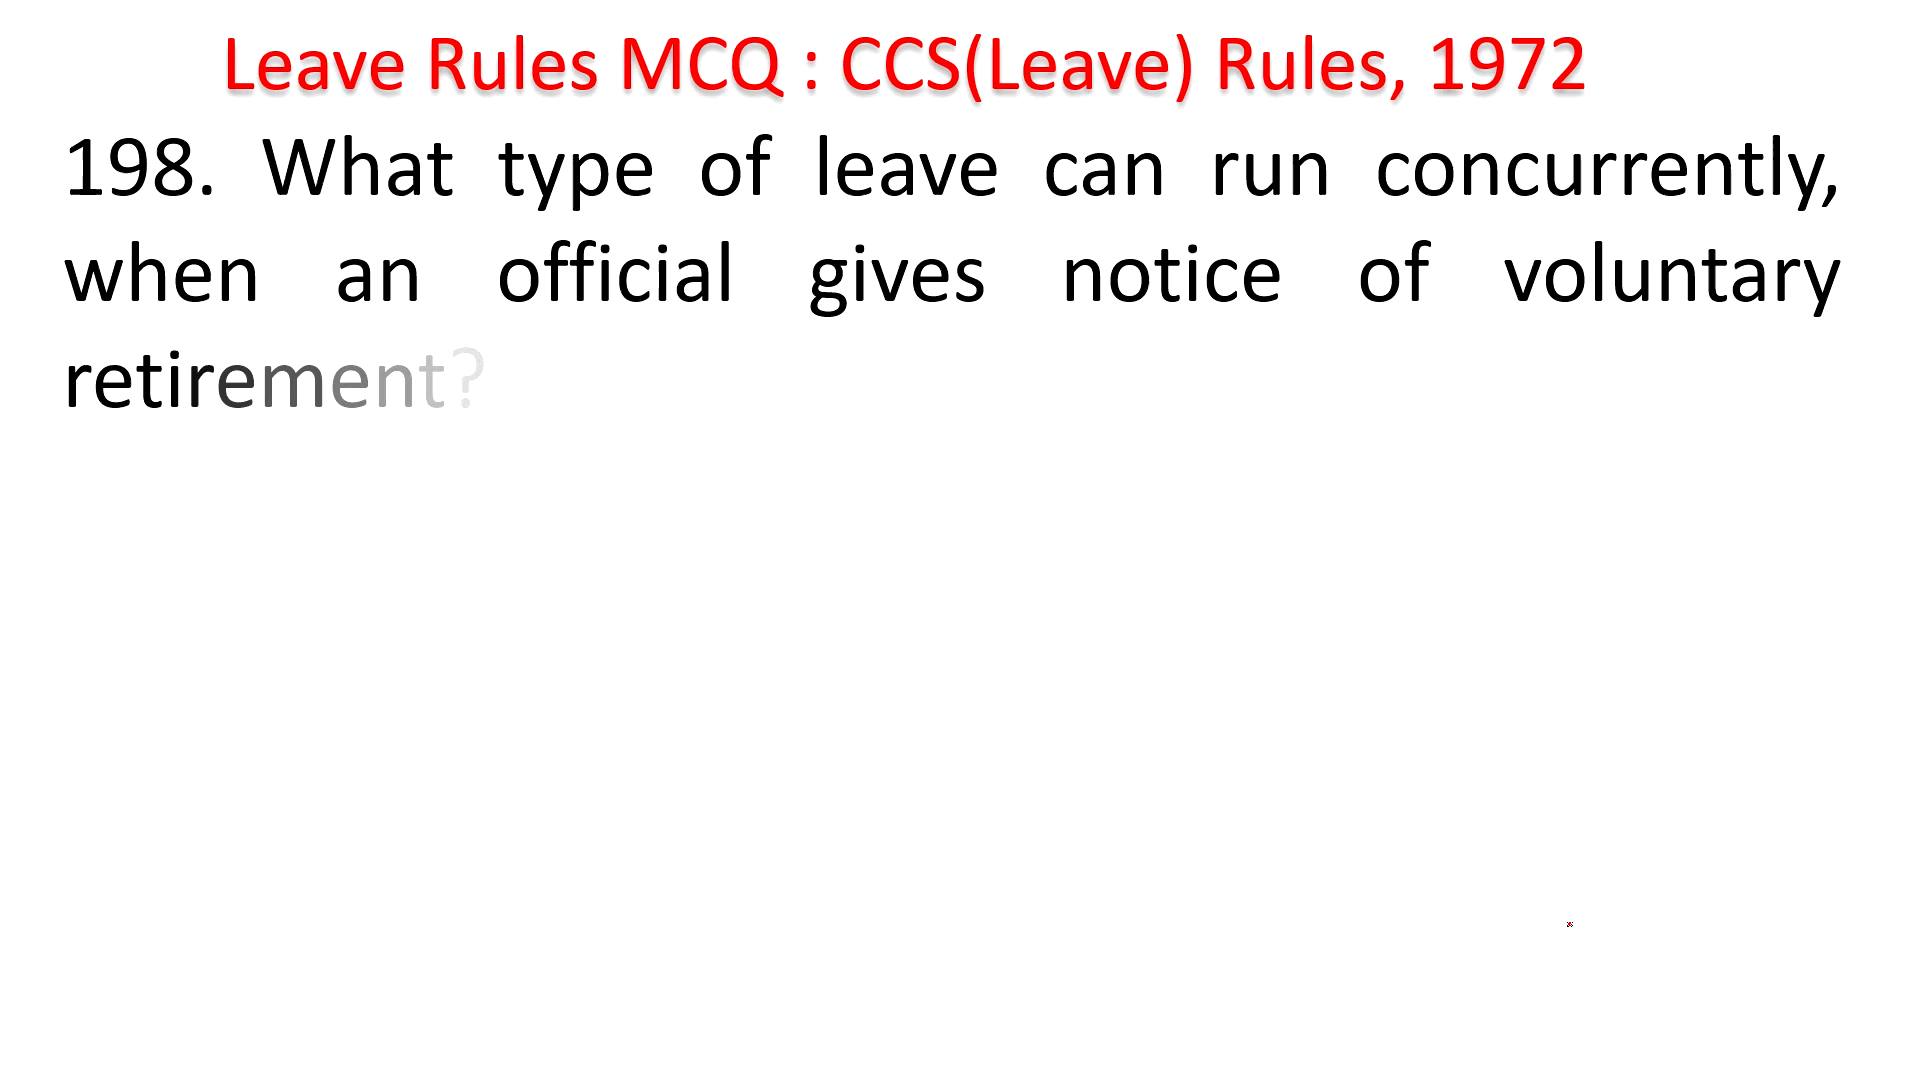 Leave Rules MCQ : CCS(Leave) Rules, 1972
198. What type of leave can run concurrently,
when an official gives notice of voluntary
retirement?